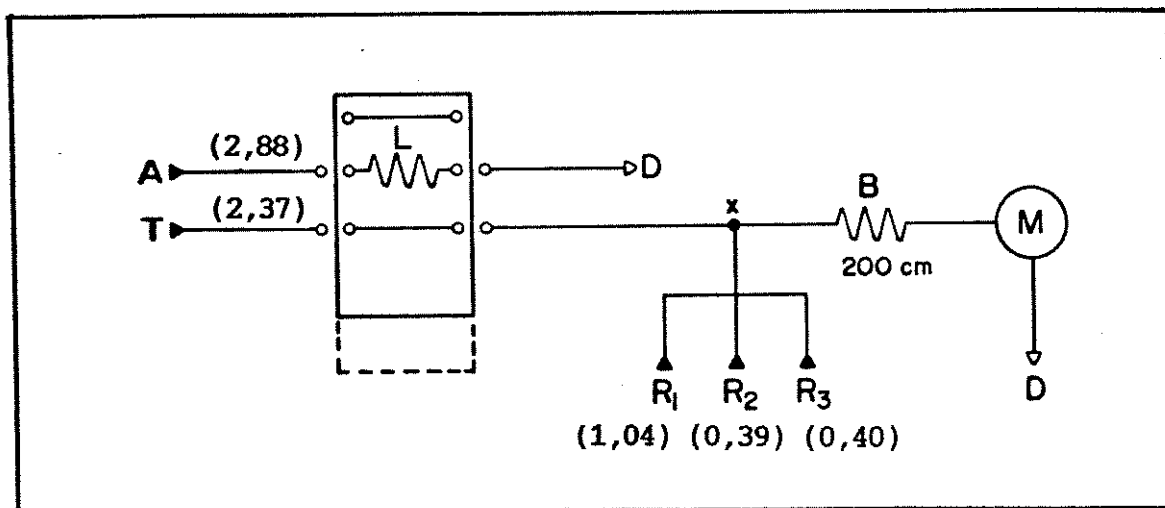 L
A (2,88)
D
T (2,37)
x
B
M
200 cm
R₁ R₂ R₃
D
(1,04) (0,39) (0,40)